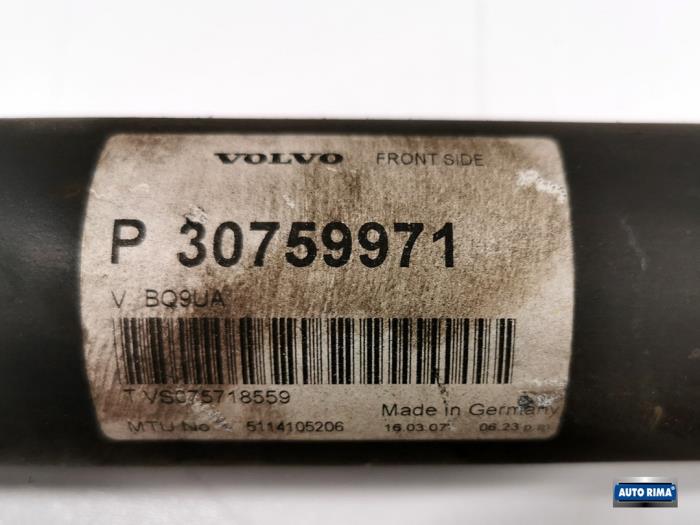 VOLVO FRONT SIDE
P 30759971
V BQ9UA
T VS075718559
Made in Germany
MTU No 5114105206 16.03.07 06.23 p.m
AUTO RIMA®